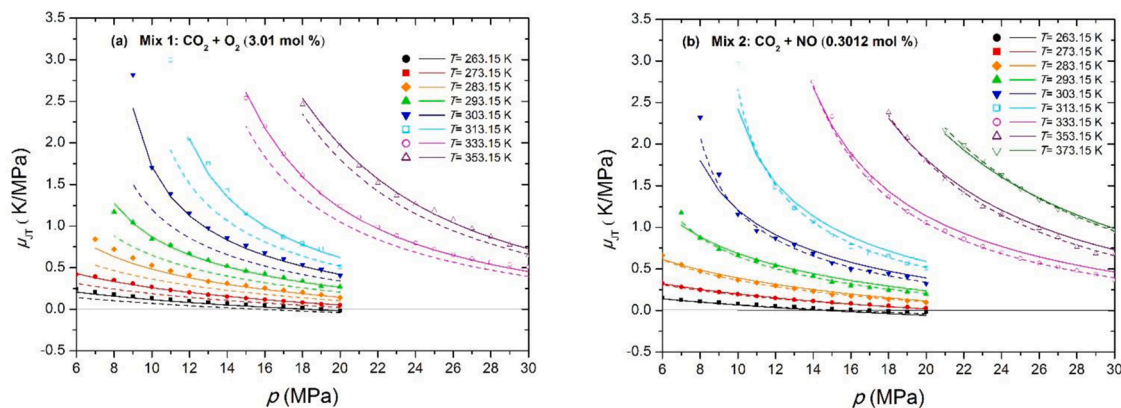 (a) Mix 1: CO₂ + O₂ (3.01 mol %)
T= 263.15 K
T= 273.15 K
T= 283.15 K
T= 293.15 K
T= 303.15 K
T= 313.15 K
T= 333.15 K
T= 353.15 K
3.5
3.0
2.5
2.0
1.5
1.0
0.5
0.0
-0.5
μJT ( K/MPa)
6 8 10 12 14 16 18 20 22 24 26 28 30
p (MPa)
(b) Mix 2: CO₂ + NO (0.3012 mol %)
T= 263.15 K
T= 273.15 K
T= 283.15 K
T= 293.15 K
T= 303.15 K
T= 313.15 K
T= 333.15 K
T= 353.15 K
T= 373.15 K
3.5
3.0
2.5
2.0
1.5
1.0
0.5
0.0
-0.5
μJT ( K/MPa)
6 8 10 12 14 16 18 20 22 24 26 28 30
p (MPa)